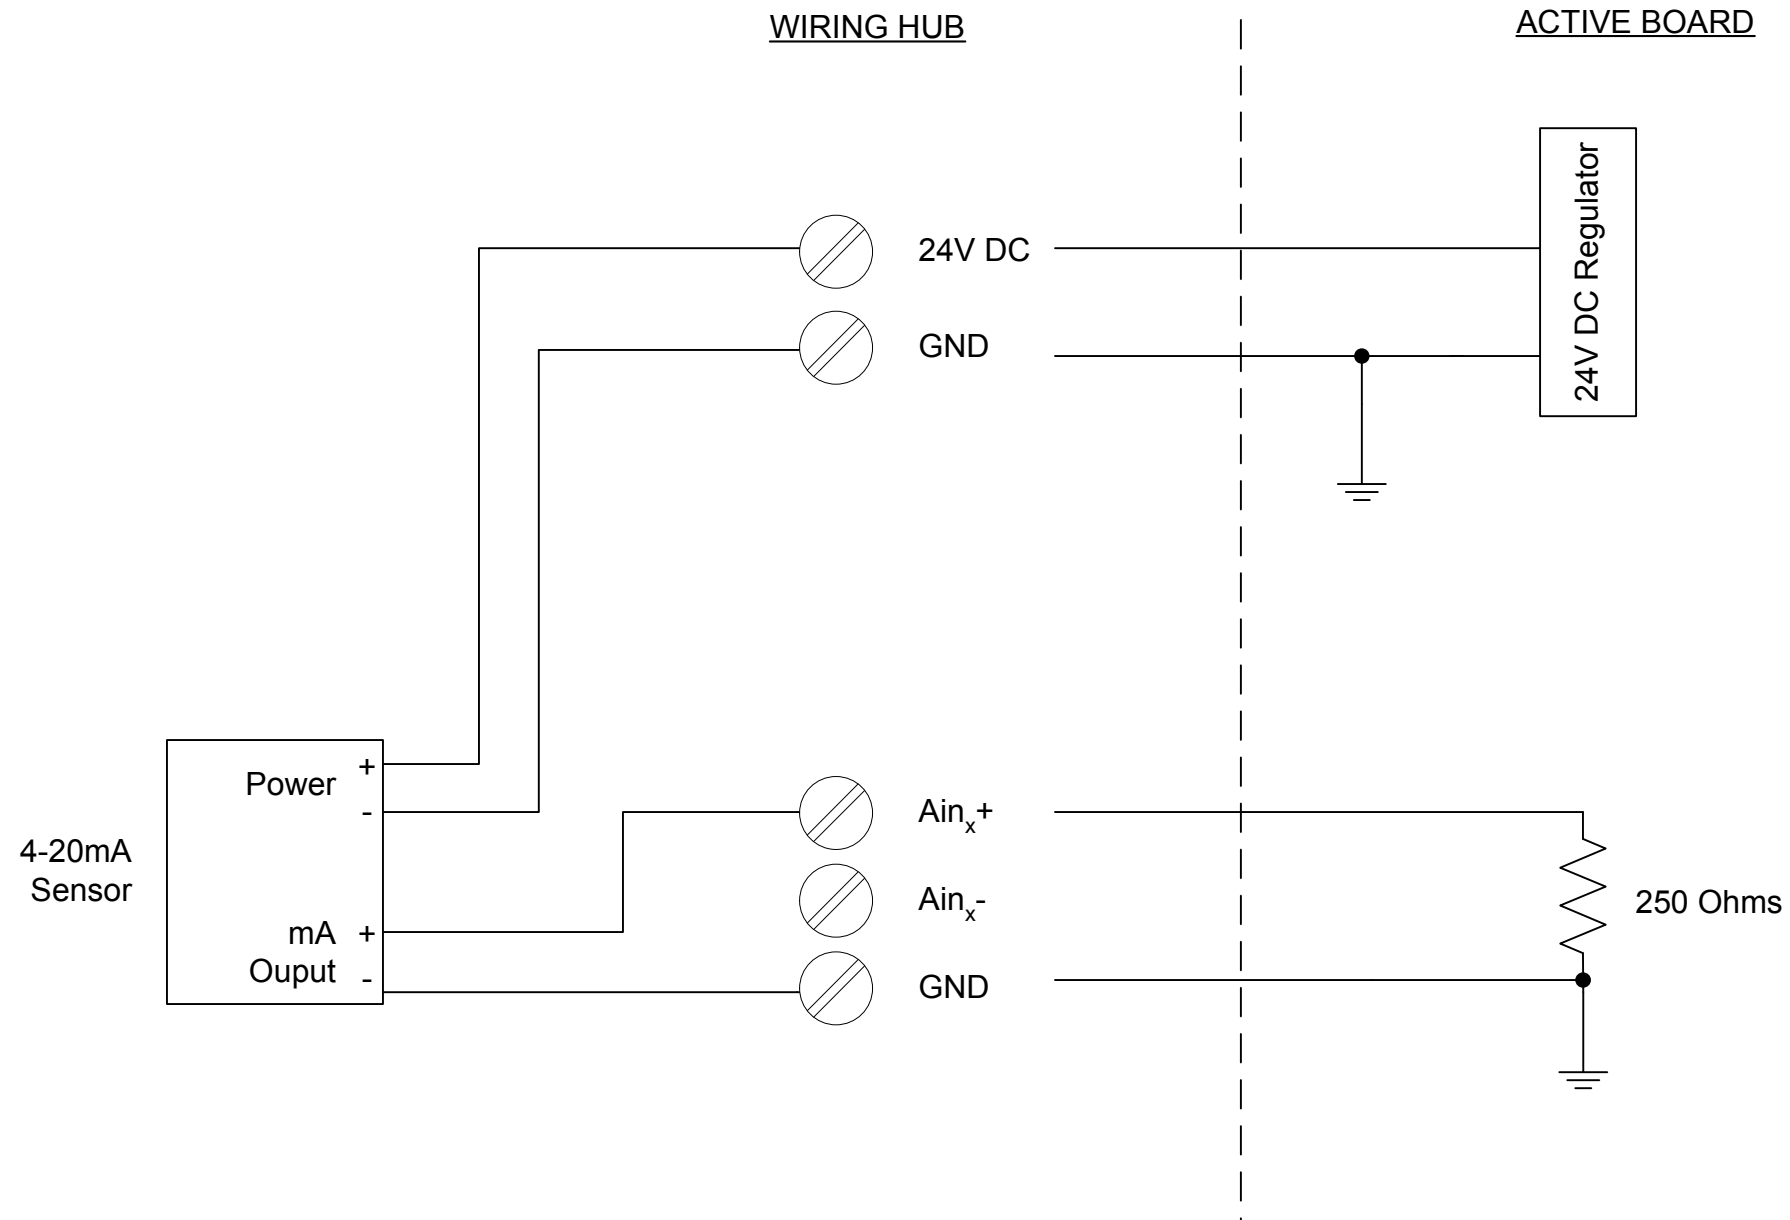 WIRING HUB
ACTIVE BOARD
24V DC
GND
24V DC Regulator
4-20mA
Sensor
Power
+
-
mA
Ouput
+
-
Ainx+
Ainx-
GND
250 Ohms